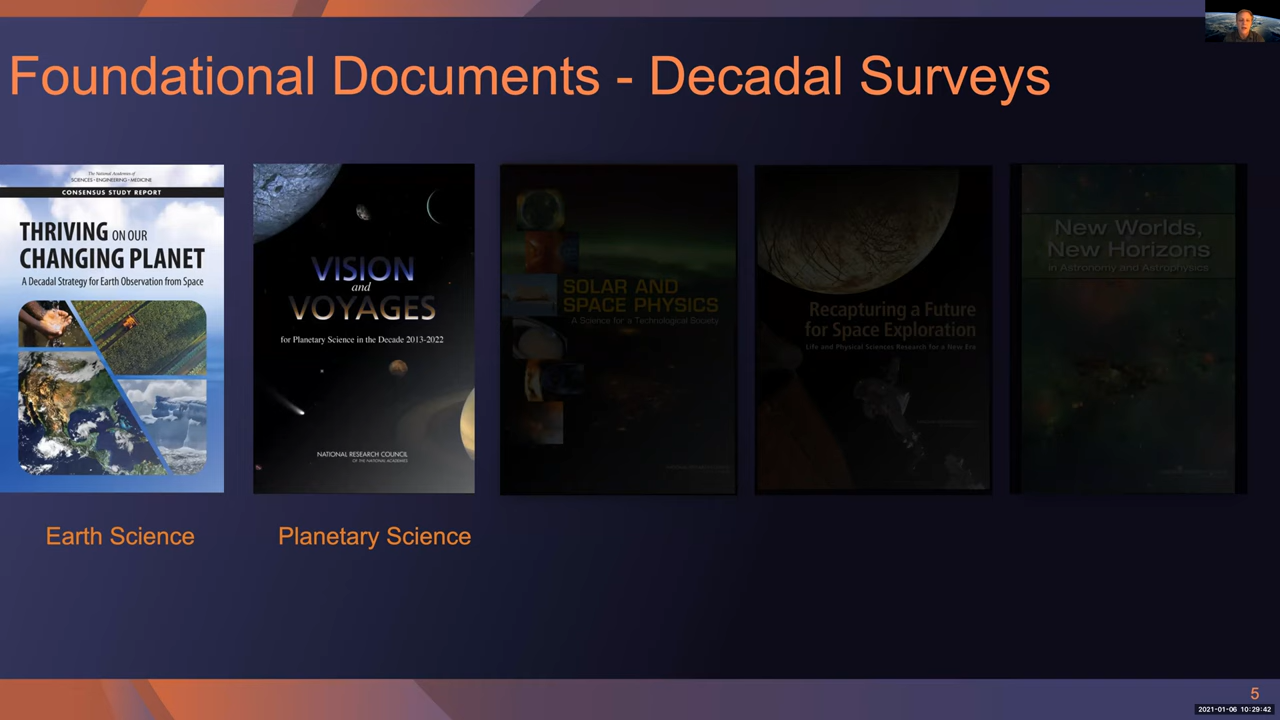 Foundational Documents - Decadal Surveys
The National Academies of
SCIENCES • ENGINEERING • MEDICINE
CONSENSUS STUDY REPORT
THRIVING ON OUR
CHANGING PLANET
A Decadal Strategy for Earth Observation from Space
VISION
and
VOYAGES
for Planetary Science in the Decade 2013-2022
NATIONAL RESEARCH COUNCIL
OF THE NATIONAL ACADEMIES
SOLAR AND
SPACE PHYSICS
A Science for a Technological Society
Recapturing a Future
for Space Exploration
Life and Physical Sciences Research for a New Era
New Worlds,
New Horizons
in Astronomy and Astrophysics
Earth Science
Planetary Science
5
2021-01-06 10:29:42